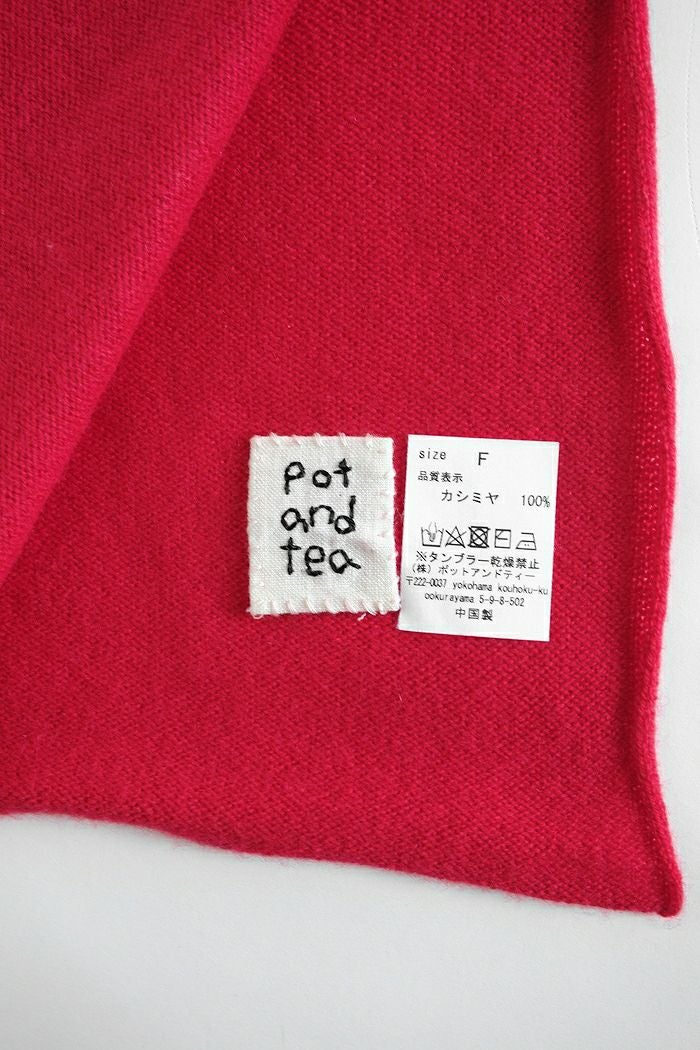 Pot
and
tea
size F
品質表示
カシミヤ 100%
※タンブラー乾燥禁止
(株) ポットアンドティー
〒222-0037 yokohama kouhoku-ku
ookurayama 5-9-8-502
中国製